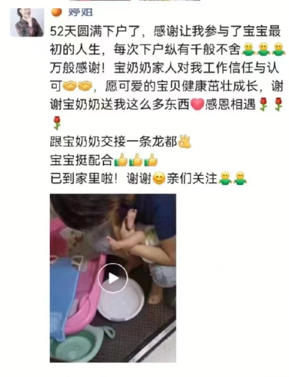 婷妞
52天圆满下户了，感谢让我参与了宝宝最
初的人生，每次下户纵有千般不舍
万般感谢！宝奶奶家人对我工作信任与认
可🤝🤝，愿可爱的宝贝健康茁壮成长，谢
谢宝奶奶送我这么多东西❤️感恩相遇🌹🌹
🌹
跟宝奶奶交接一条龙都👌
宝宝挺配合👍👍👍
已到家里啦！谢谢😊亲们关注